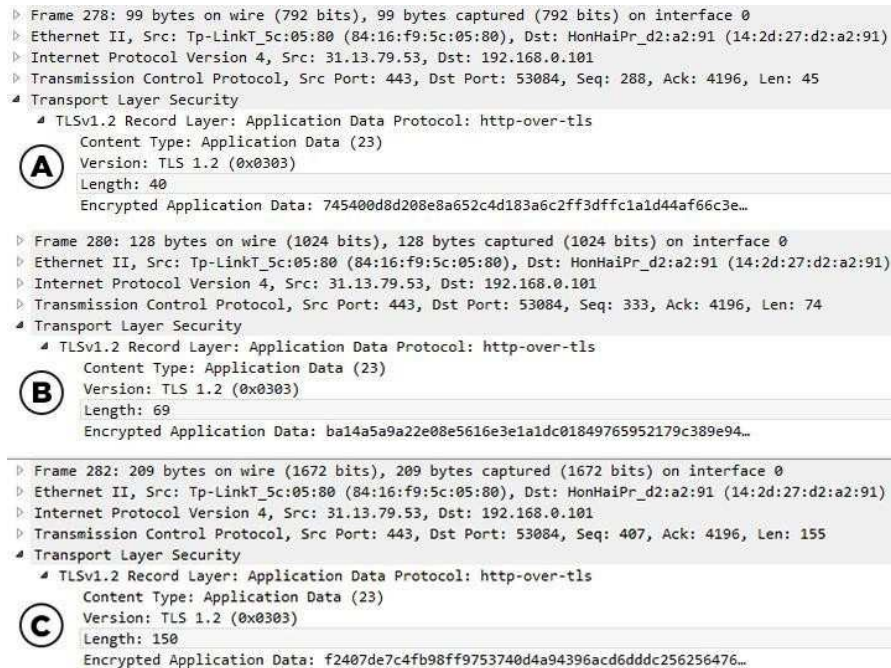 Frame 278: 99 bytes on wire (792 bits), 99 bytes captured (792 bits) on interface 0
Ethernet II, Src: Tp-LinkT_5c:05:80 (84:16:f9:5c:05:80), Dst: HonHaiPr_d2:a2:91 (14:2d:27:d2:a2:91)
Internet Protocol Version 4, Src: 31.13.79.53, Dst: 192.168.0.101
Transmission Control Protocol, Src Port: 443, Dst Port: 53084, Seq: 288, Ack: 4196, Len: 45
Transport Layer Security
TLSv1.2 Record Layer: Application Data Protocol: http-over-tls
Content Type: Application Data (23)
A
Version: TLS 1.2 (0x0303)
Length: 40
Encrypted Application Data: 745400d8d208e8a652c4d183a6c2ff3dffc1a1d44af66c3e…
Frame 280: 128 bytes on wire (1024 bits), 128 bytes captured (1024 bits) on interface 0
Ethernet II, Src: Tp-LinkT_5c:05:80 (84:16:f9:5c:05:80), Dst: HonHaiPr_d2:a2:91 (14:2d:27:d2:a2:91)
Internet Protocol Version 4, Src: 31.13.79.53, Dst: 192.168.0.101
Transmission Control Protocol, Src Port: 443, Dst Port: 53084, Seq: 333, Ack: 4196, Len: 74
Transport Layer Security
TLSv1.2 Record Layer: Application Data Protocol: http-over-tls
Content Type: Application Data (23)
B
Version: TLS 1.2 (0x0303)
Length: 69
Encrypted Application Data: ba14a5a9a22e08e5616e3e1a1dc01849765952179c389e94…
Frame 282: 209 bytes on wire (1672 bits), 209 bytes captured (1672 bits) on interface 0
Ethernet II, Src: Tp-LinkT_5c:05:80 (84:16:f9:5c:05:80), Dst: HonHaiPr_d2:a2:91 (14:2d:27:d2:a2:91)
Internet Protocol Version 4, Src: 31.13.79.53, Dst: 192.168.0.101
Transmission Control Protocol, Src Port: 443, Dst Port: 53084, Seq: 407, Ack: 4196, Len: 155
Transport Layer Security
TLSv1.2 Record Layer: Application Data Protocol: http-over-tls
Content Type: Application Data (23)
C
Version: TLS 1.2 (0x0303)
Length: 150
Encrypted Application Data: f2407de7c4fb98ff9753740d4a94396acd6dddc256256476…